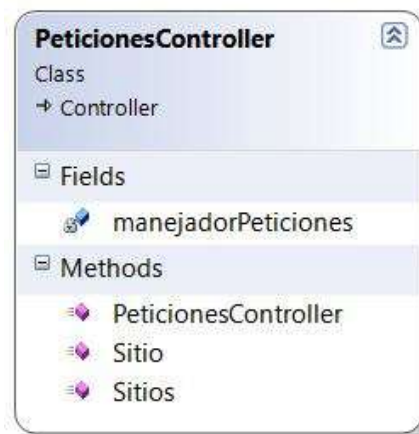 PeticionesController
Class
Controller
Fields
manejadorPeticiones
Methods
PeticionesController
Sitio
Sitios